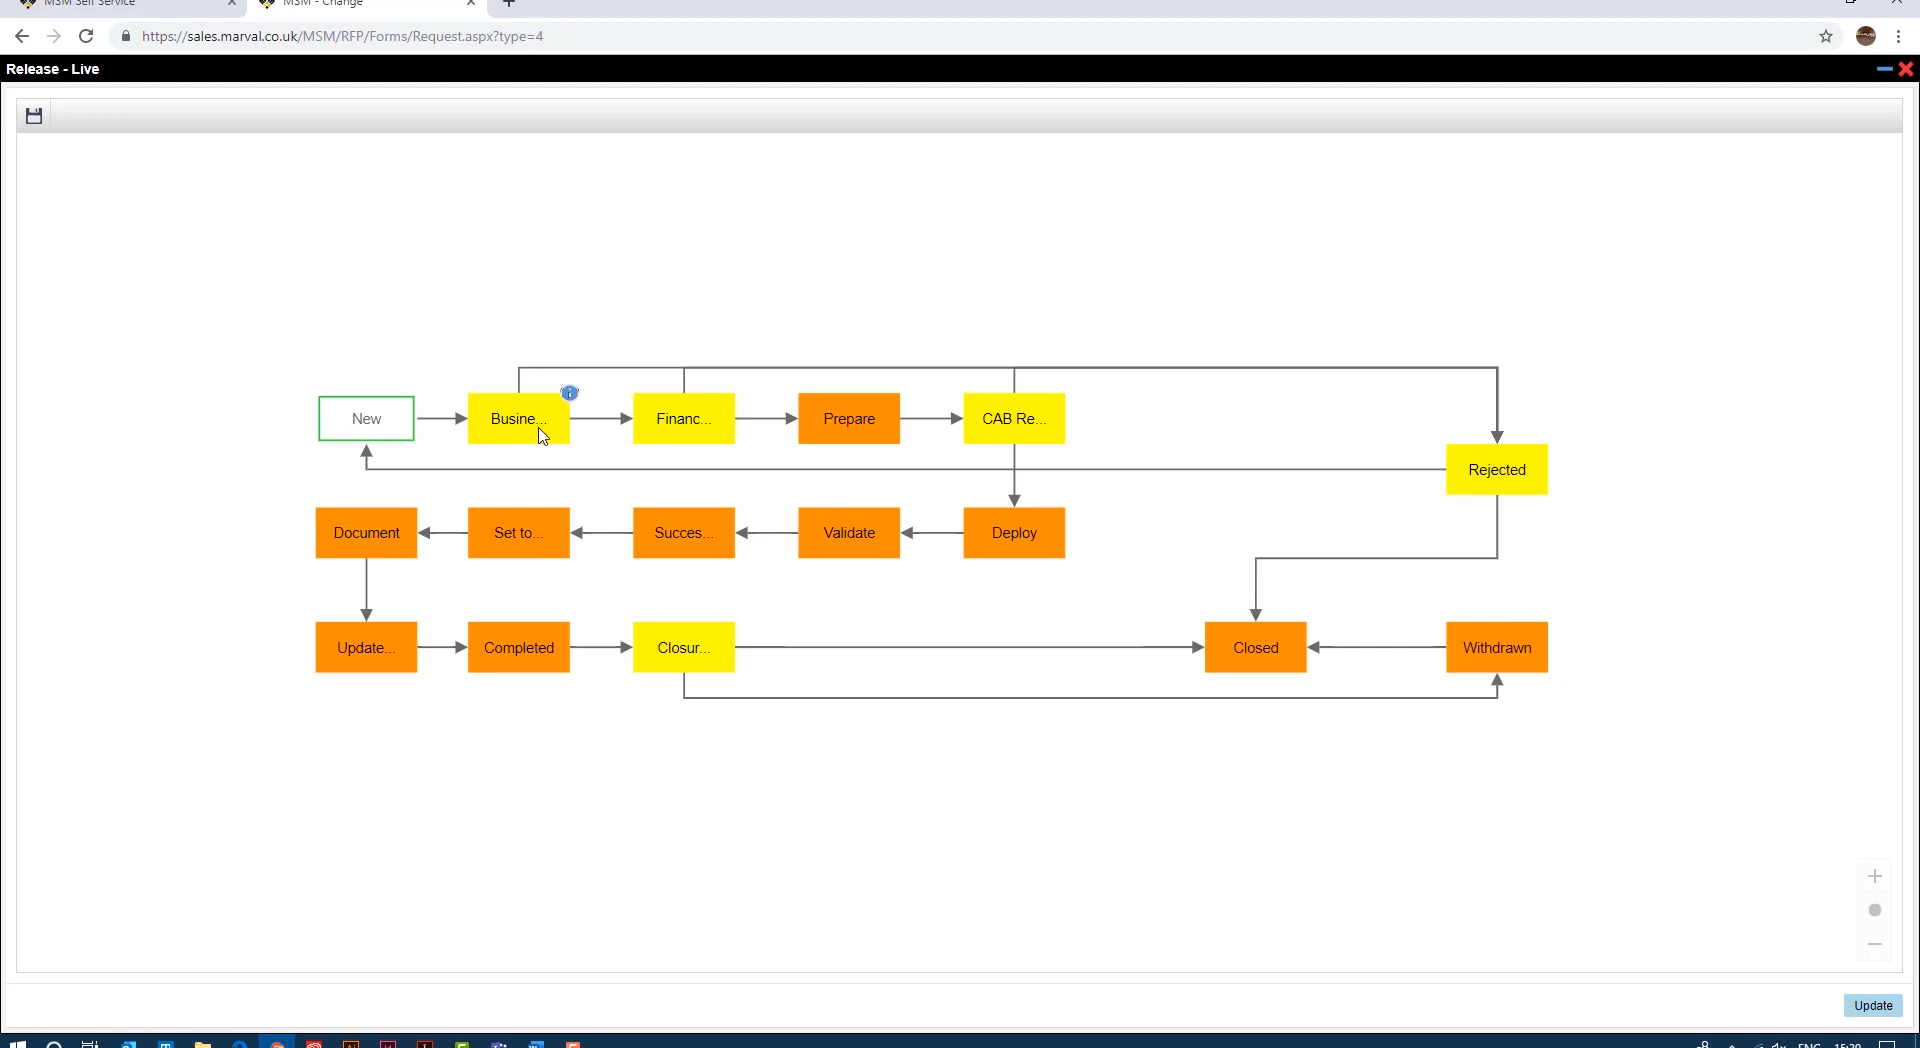 MSM Self Service
MSM - Change
https://sales.marval.co.uk/MSM/RFP/Forms/Request.aspx?type=4
Release - Live
New
Busine...
Financ...
Prepare
CAB Re...
Rejected
Document
Set to...
Succes...
Validate
Deploy
Update...
Completed
Closur...
Closed
Withdrawn
Update
ENG
15:20